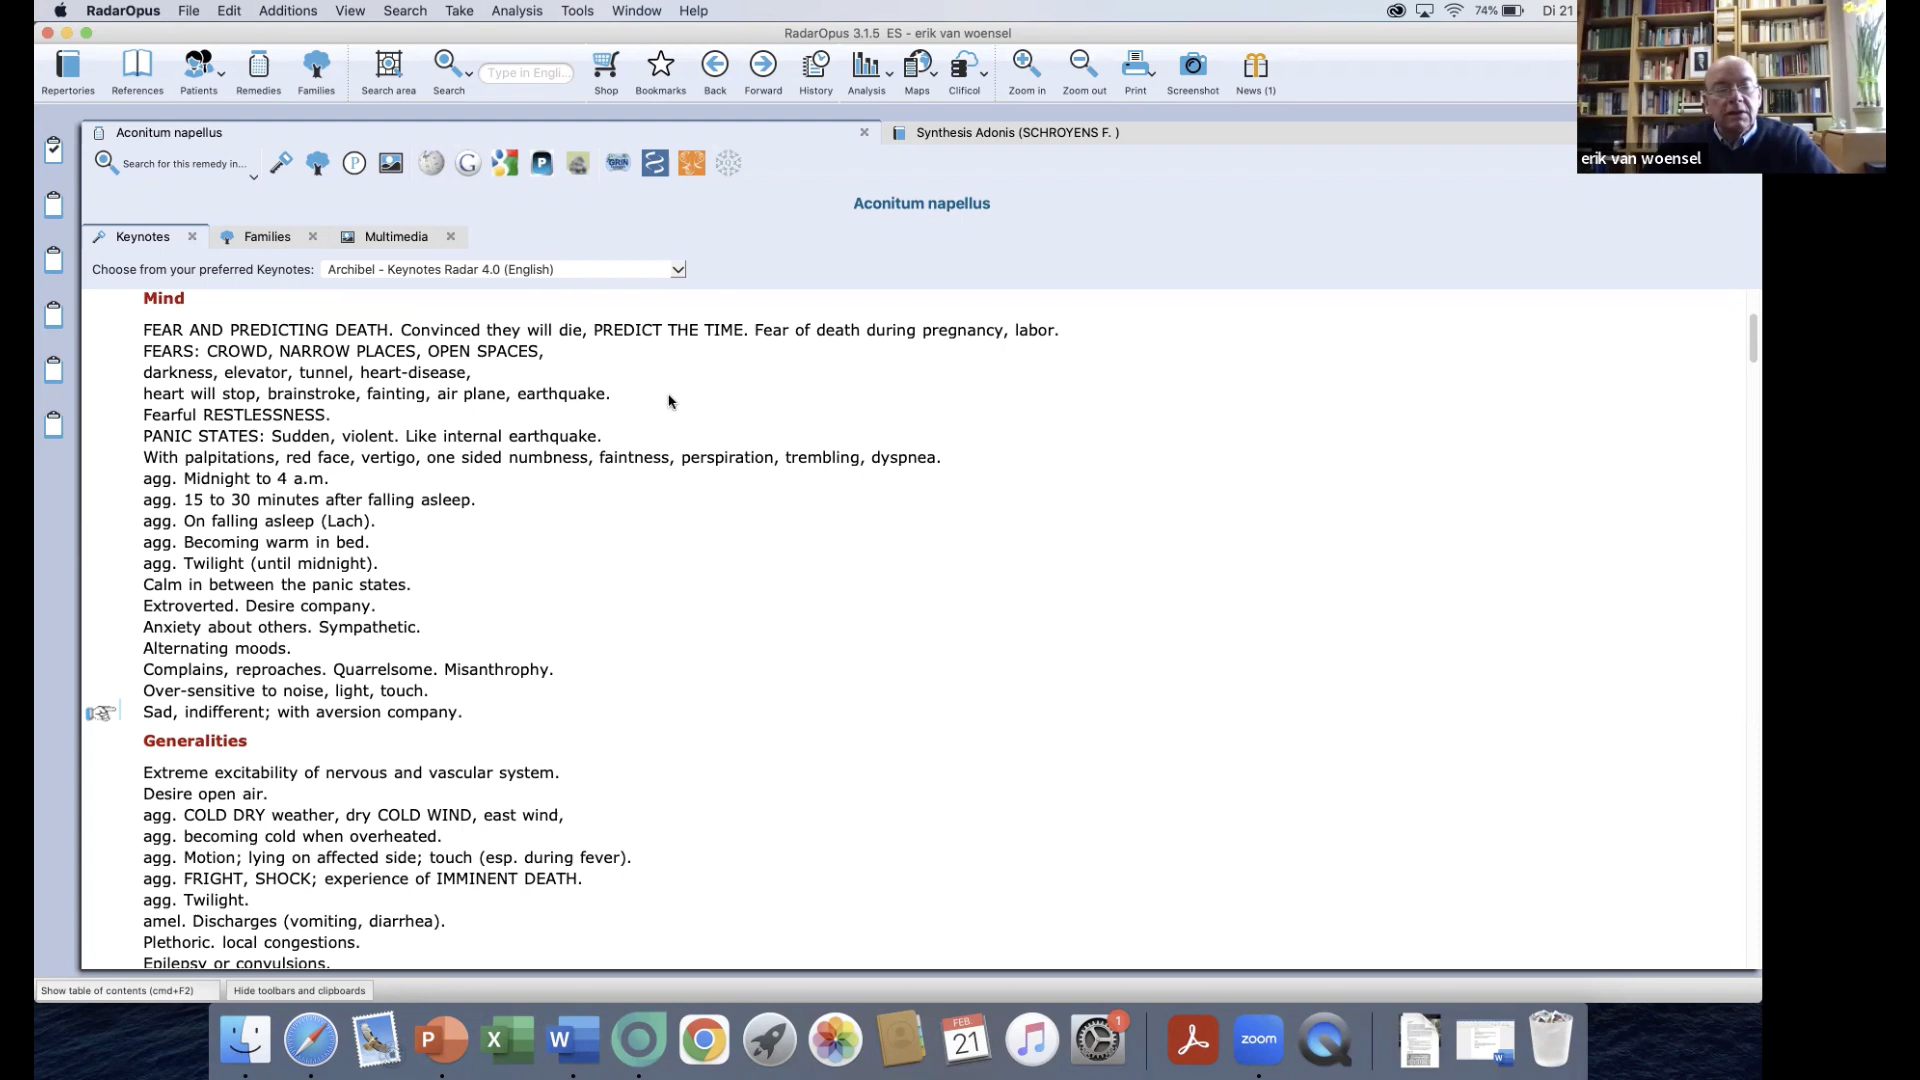 RadarOpus File Edit Additions View Search Take Analysis Tools Window Help 74% Di 21
RadarOpus 3.1.5 ES - erik van woensel
Type in Engli...
Repertories References Patients Remedies Families Search area Search Shop Bookmarks Back Forward History Analysis Maps Clificol Zoom in Zoom out Print Screenshot News (1)
erik van woensel
Aconitum napellus
Synthesis Adonis (SCHROYENS F. )
Search for this remedy in...
P G P GRIN
Aconitum napellus
Keynotes Families Multimedia
Choose from your preferred Keynotes: Archibel - Keynotes Radar 4.0 (English)
Mind
FEAR AND PREDICTING DEATH. Convinced they will die, PREDICT THE TIME. Fear of death during pregnancy, labor.
FEARS: CROWD, NARROW PLACES, OPEN SPACES,
darkness, elevator, tunnel, heart-disease,
heart will stop, brainstroke, fainting, air plane, earthquake.
Fearful RESTLESSNESS.
PANIC STATES: Sudden, violent. Like internal earthquake.
With palpitations, red face, vertigo, one sided numbness, faintness, perspiration, trembling, dyspnea.
agg. Midnight to 4 a.m.
agg. 15 to 30 minutes after falling asleep.
agg. On falling asleep (Lach).
agg. Becoming warm in bed.
agg. Twilight (until midnight).
Calm in between the panic states.
Extroverted. Desire company.
Anxiety about others. Sympathetic.
Alternating moods.
Complains, reproaches. Quarrelsome. Misanthrophy.
Over-sensitive to noise, light, touch.
Sad, indifferent; with aversion company.
Generalities
Extreme excitability of nervous and vascular system.
Desire open air.
agg. COLD DRY weather, dry COLD WIND, east wind,
agg. becoming cold when overheated.
agg. Motion; lying on affected side; touch (esp. during fever).
agg. FRIGHT, SHOCK; experience of IMMINENT DEATH.
agg. Twilight.
amel. Discharges (vomiting, diarrhea).
Plethoric. local congestions.
Epilepsy or convulsions.
Show table of contents (cmd+F2) Hide toolbars and clipboards
P X W FEB. 21 1 zoom W